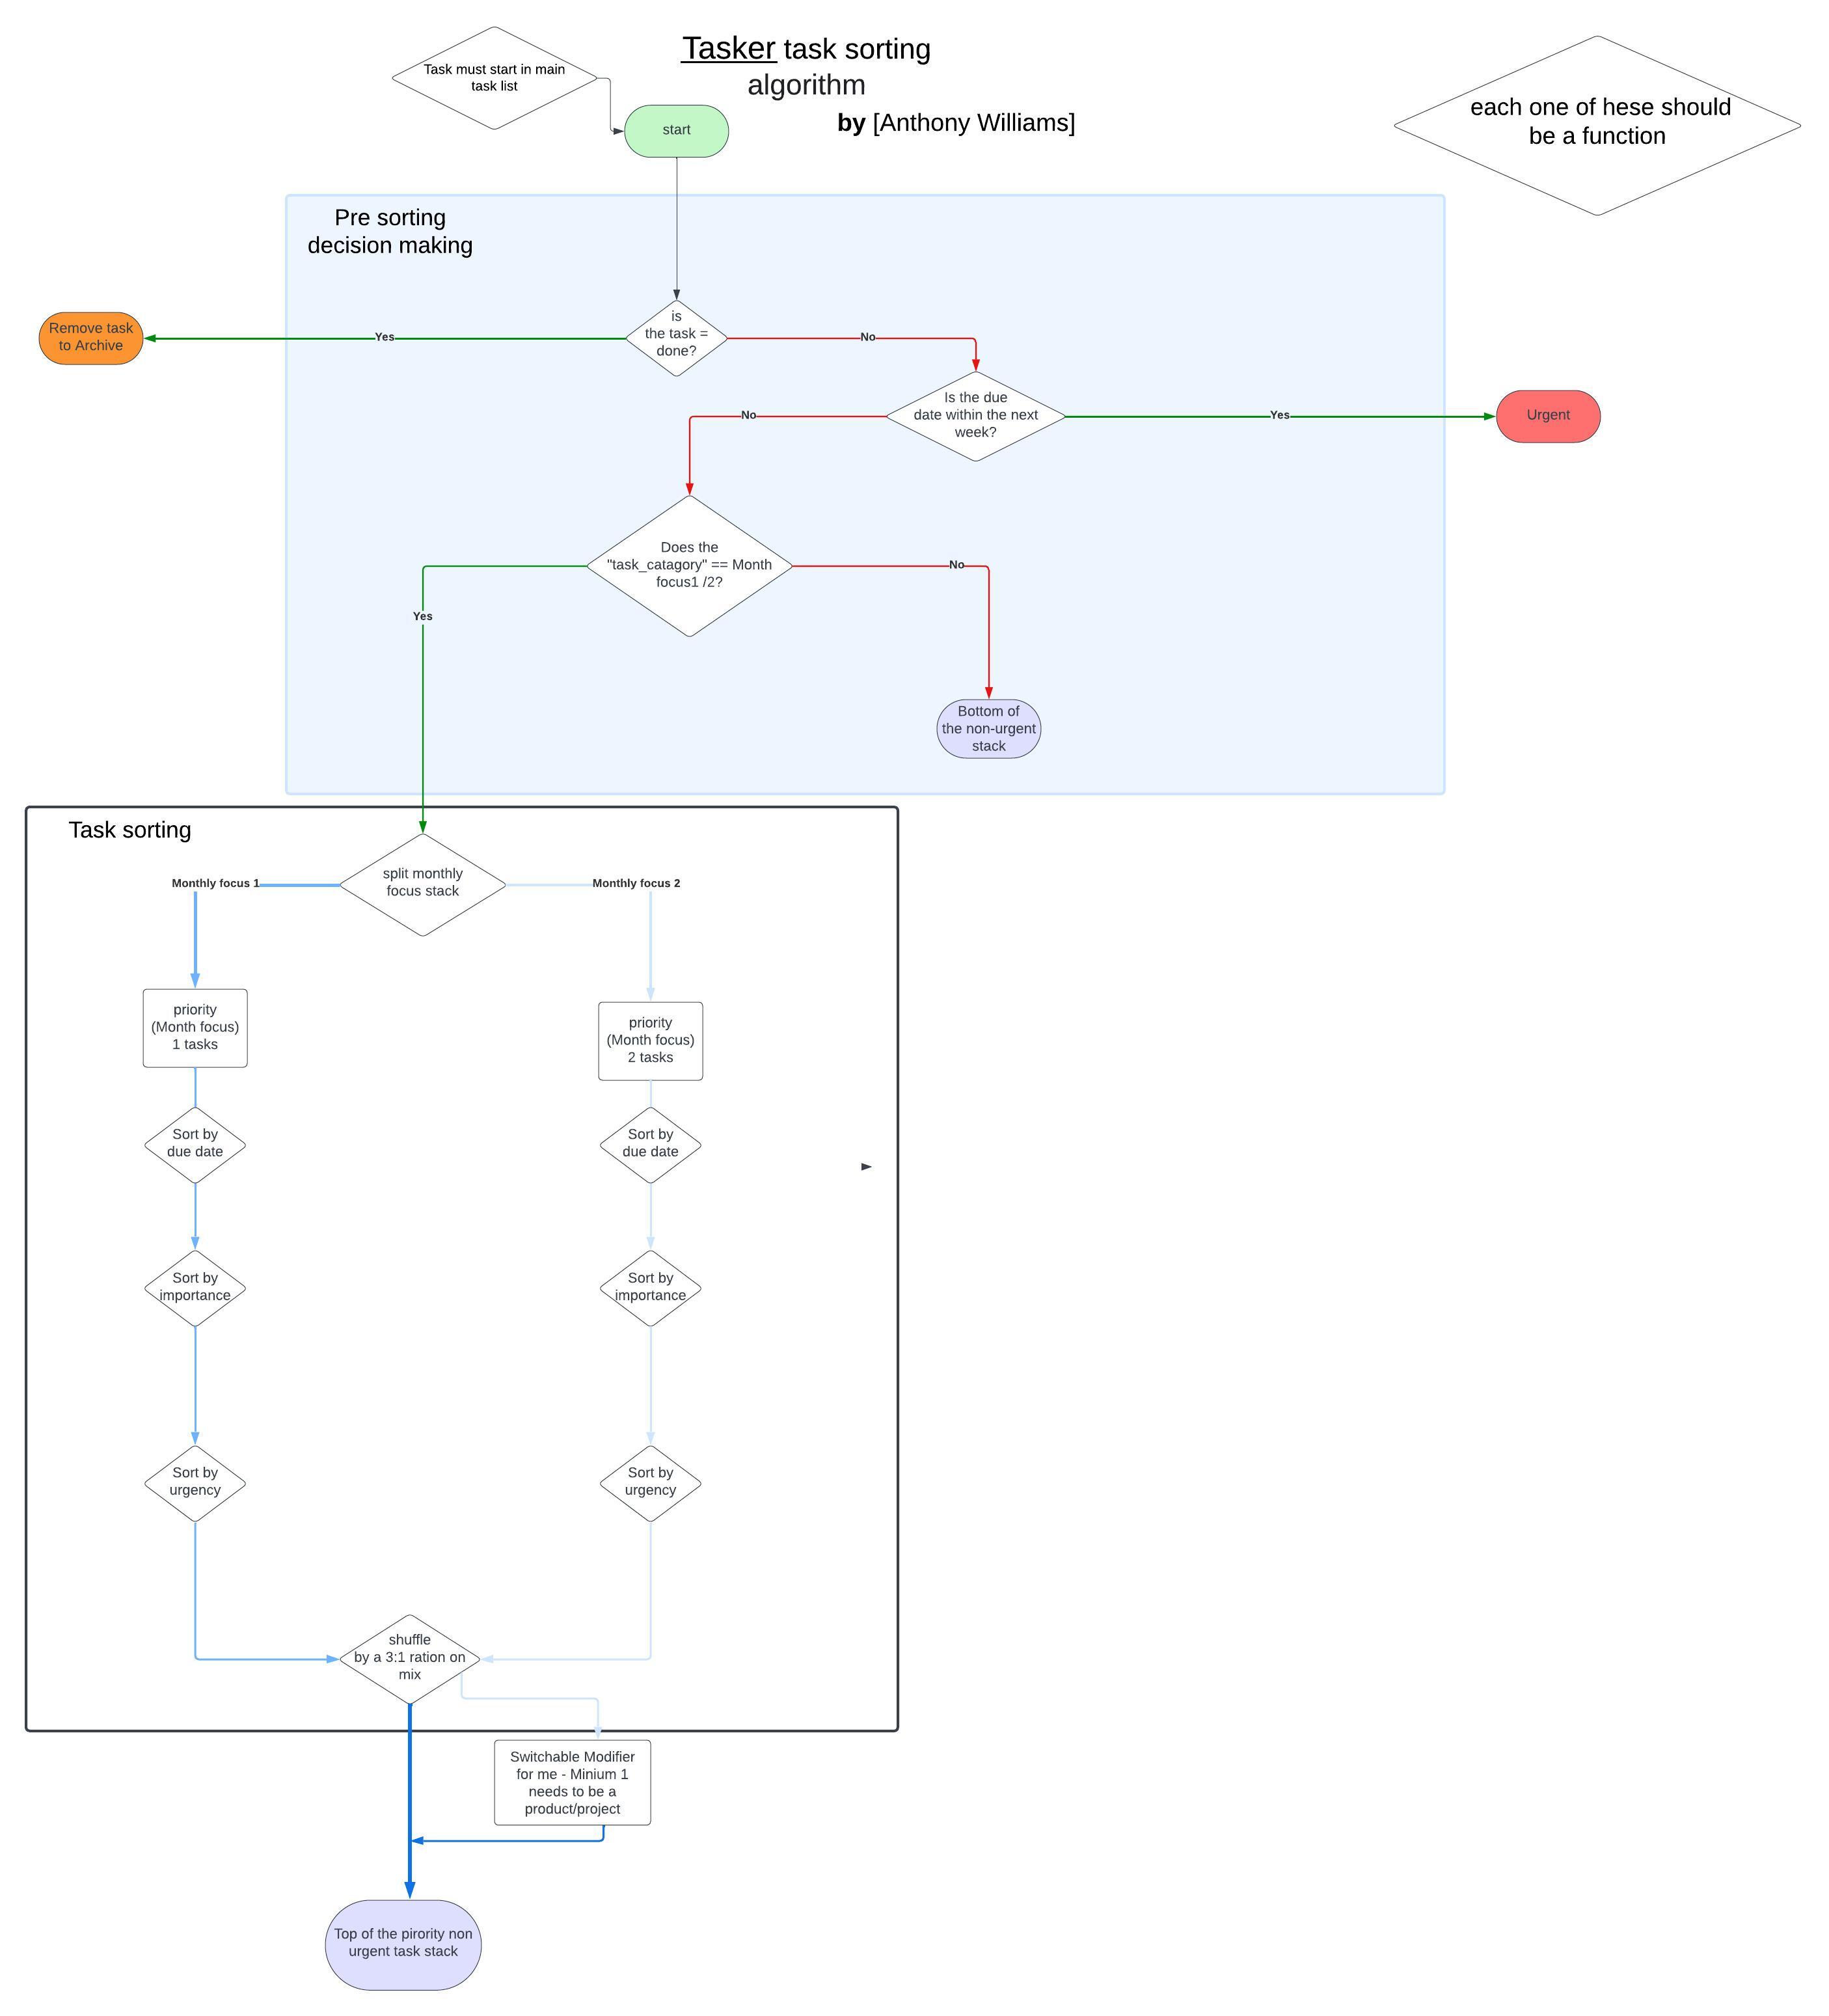 Task must start in main
task list
Tasker task sorting
algorithm
by [Anthony Williams]
start
each one of hese should
be a function
Pre sorting
decision making
is
the task =
done?
Yes
No
Remove task
to Archive
Is the due
date within the next
week?
No
Yes
Urgent
Does the
"task_catagory" == Month
focus1 /2?
Yes
No
Bottom of
the non-urgent
stack
Task sorting
split monthly
focus stack
Monthly focus 1
Monthly focus 2
priority
(Month focus)
1 tasks
priority
(Month focus)
2 tasks
Sort by
due date
Sort by
due date
Sort by
importance
Sort by
importance
Sort by
urgency
Sort by
urgency
shuffle
by a 3:1 ration on
mix
Switchable Modifier
for me - Minium 1
needs to be a
product/project
Top of the pirority non
urgent task stack